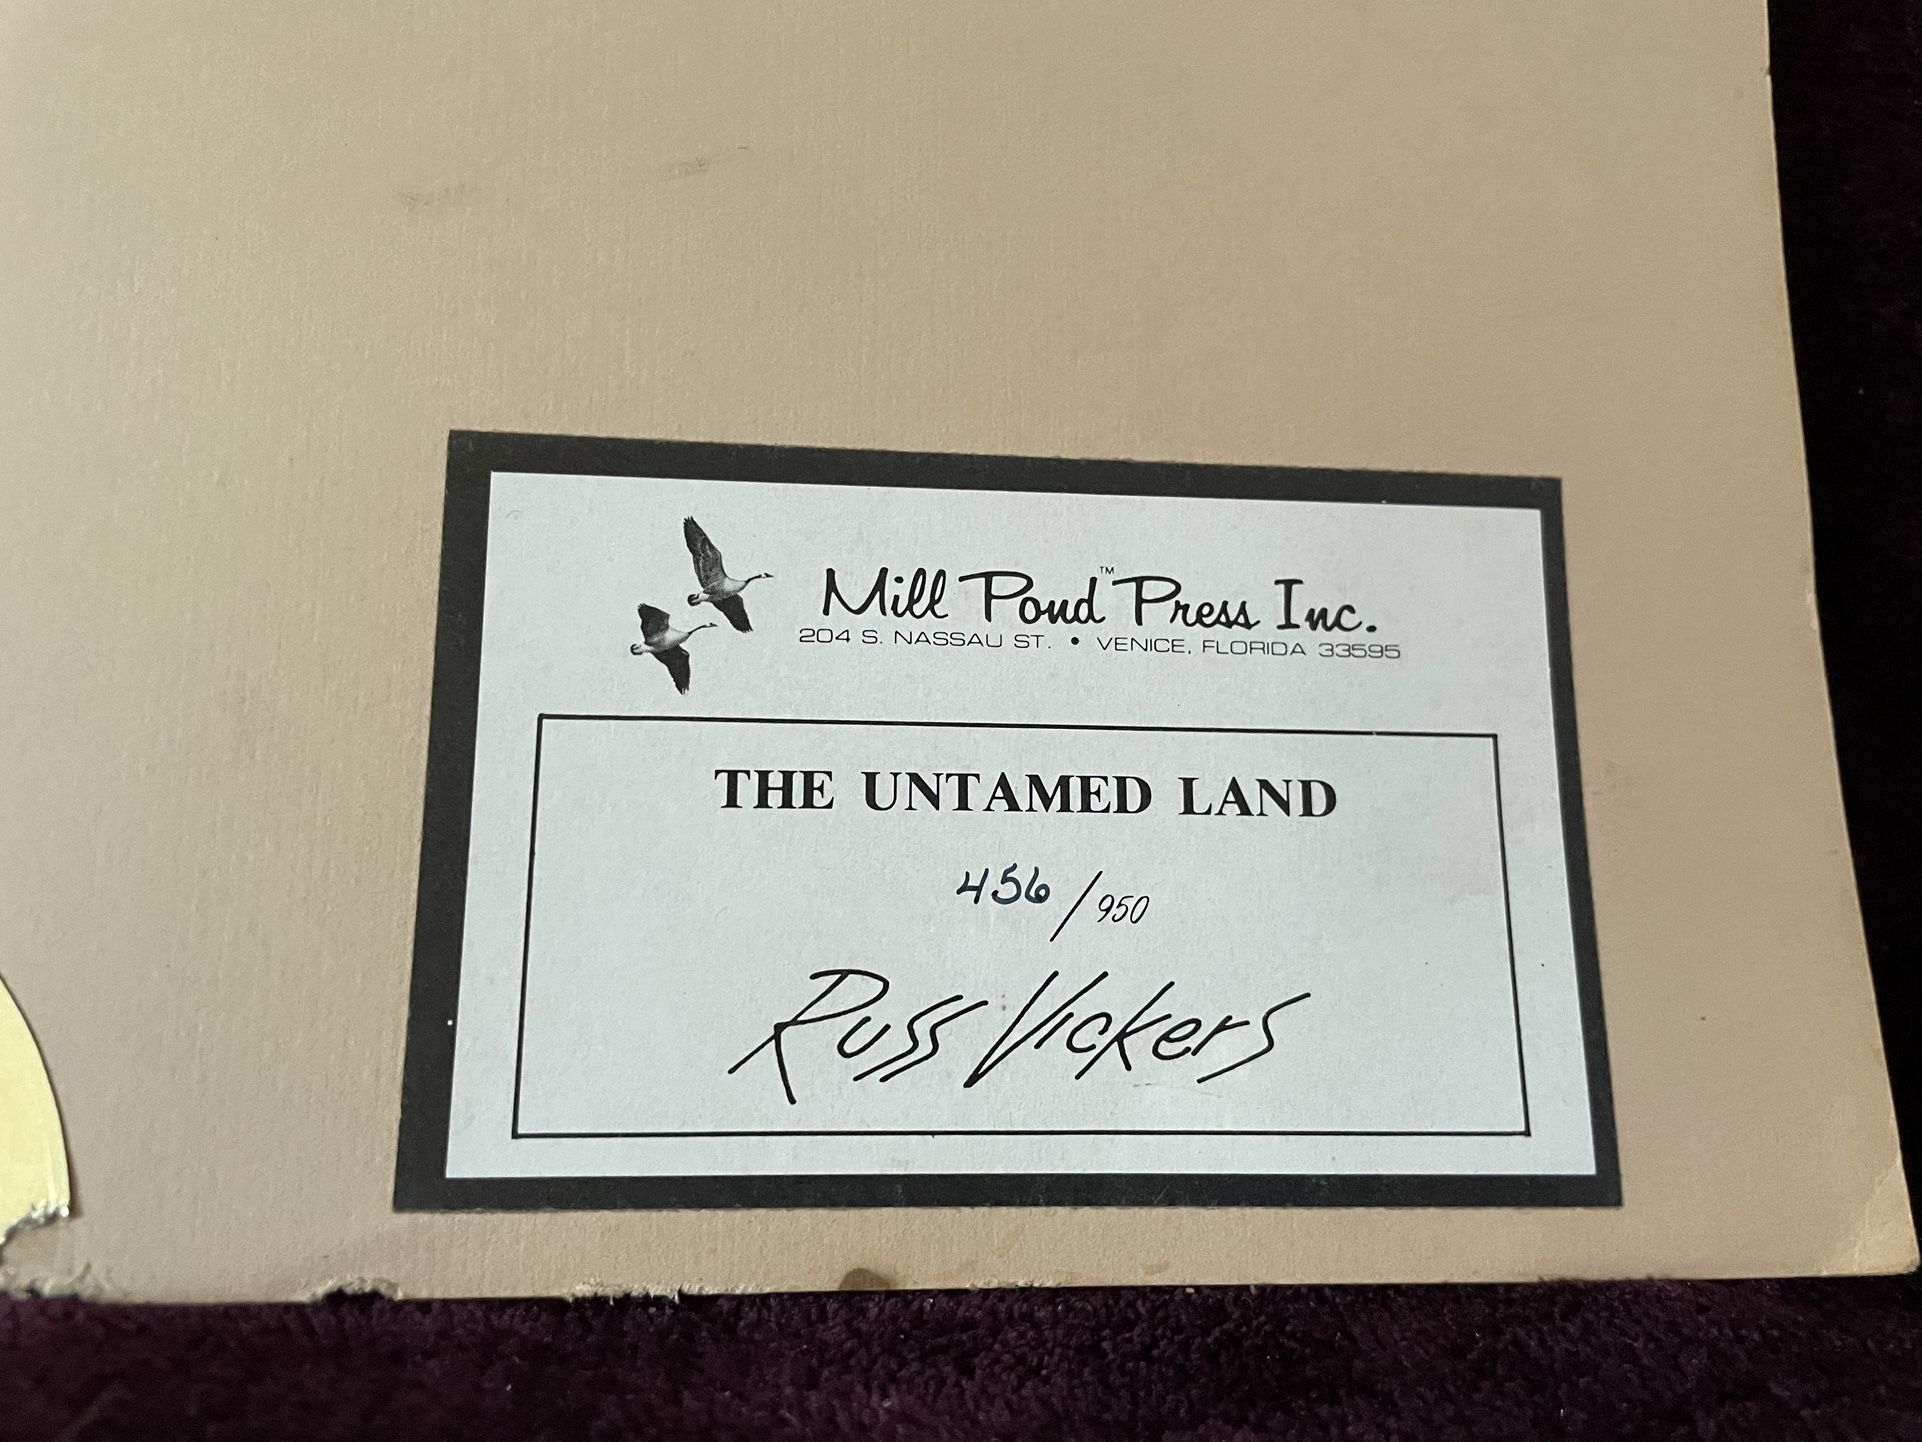 Mill Pond™ Press Inc.
204 S. NASSAU ST. • VENICE, FLORIDA 33595
THE UNTAMED LAND
456/950
Russ Vickers